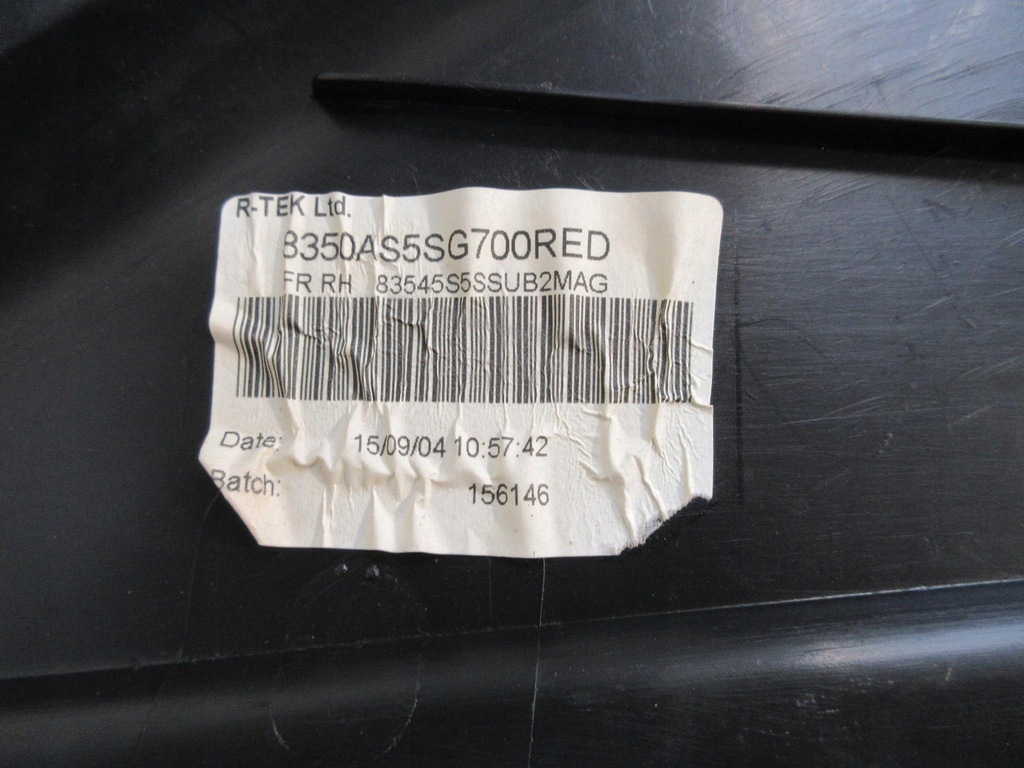 R-TEK Ltd.
8350AS5SG700RED
FR RH 83545S5SSUB2MAG
Date: 15/09/04 10:57:42
Batch: 156146